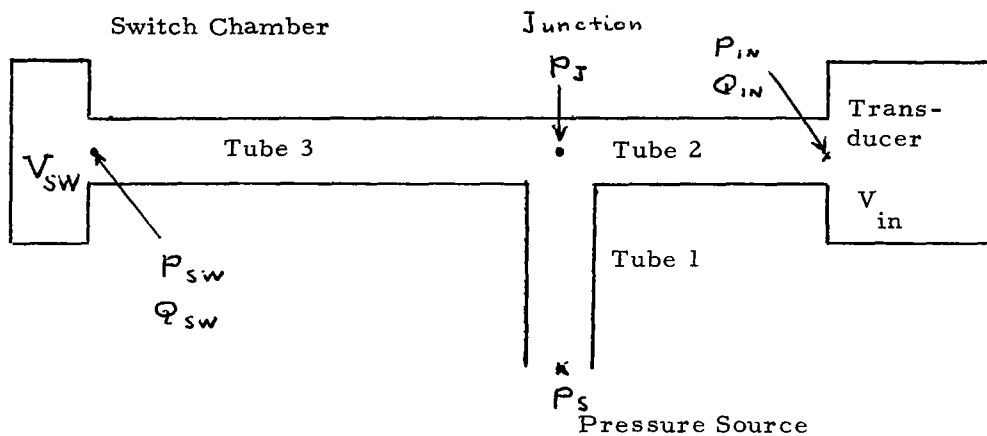 Switch Chamber
Junction
P_J
P_IN
Q_IN
Trans-
ducer
Tube 3
Tube 2
V_SW
V_in
P_SW
Q_SW
Tube 1
P_S
Pressure Source